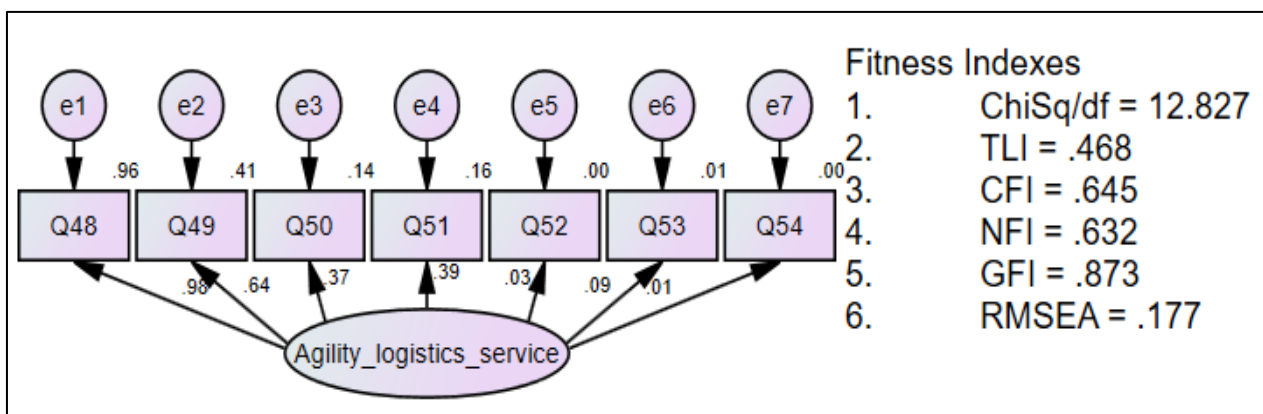 e1 e2 e3 e4 e5 e6 e7
.96 .41 .14 .16 .00 .01 .00
Q48 Q49 Q50 Q51 Q52 Q53 Q54
.98 .64 .37 .39 .03 .09 .01
Agility_logistics_service
Fitness Indexes
1. ChiSq/df = 12.827
2. TLI = .468
3. CFI = .645
4. NFI = .632
5. GFI = .873
6. RMSEA = .177